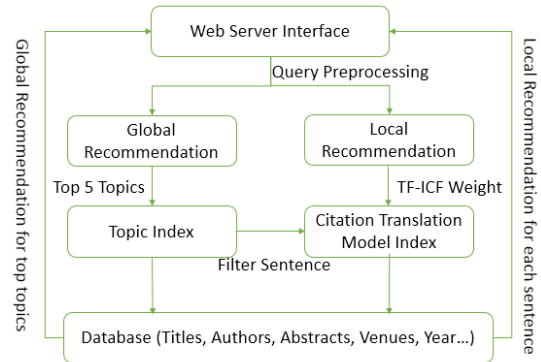 Web Server Interface
Query Preprocessing
Global
Recommendation
Local
Recommendation
Top 5 Topics
TF-ICF Weight
Topic Index
Citation Translation
Model Index
Filter Sentence
Database (Titles, Authors, Abstracts, Venues, Year...)
Global Recommendation for top topics
Local Recommendation for each sentence